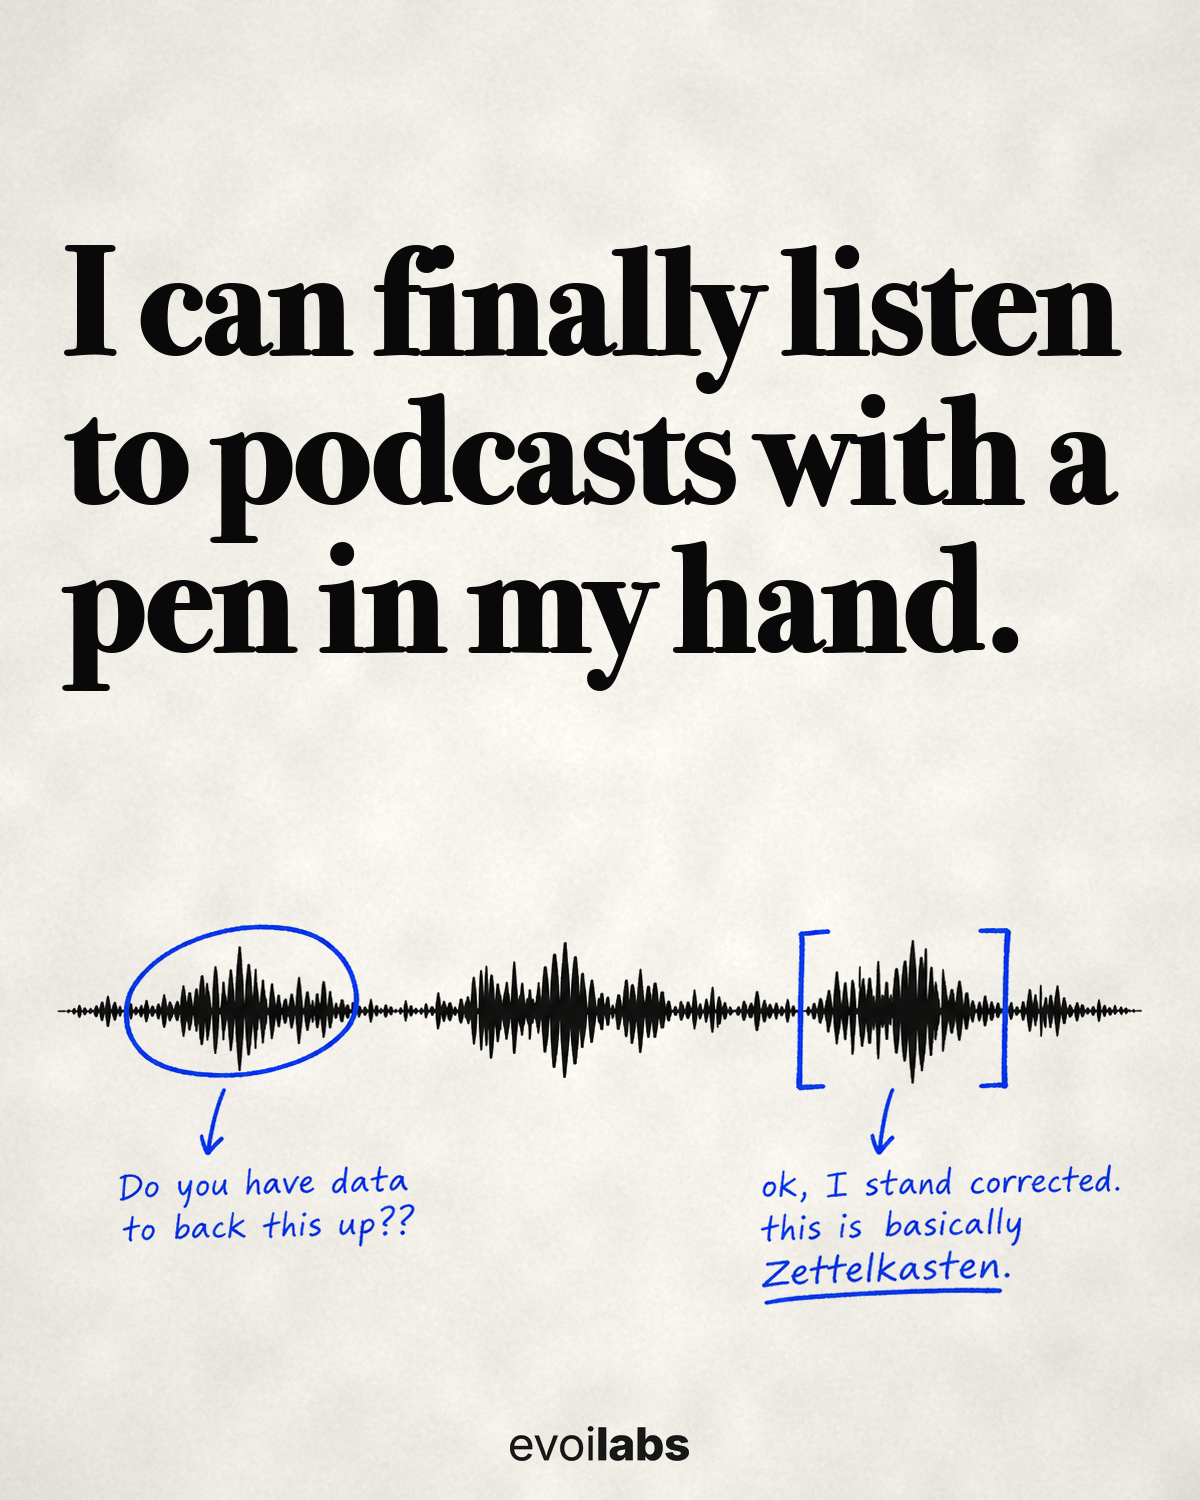 I can finally listen
to podcasts with a
pen in my hand.
Do you have data
to back this up??
ok, I stand corrected.
this is basically
Zettelkasten.
evoilabs